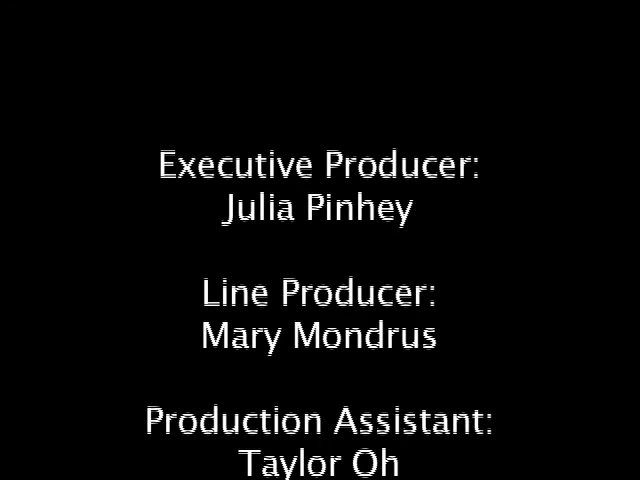 Executive Producer:
Julia Pinhey
Line Producer:
Mary Mondrus
Production Assistant:
Taylor Oh